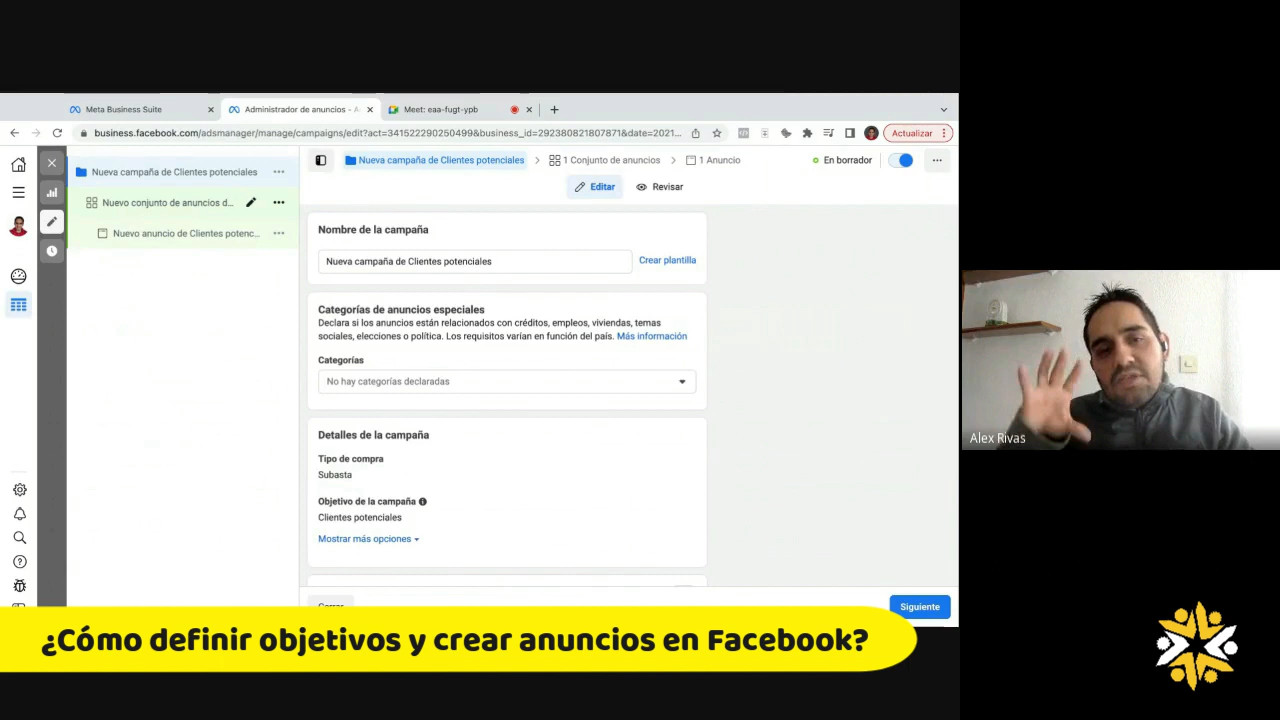 Meta Business Suite
Administrador de anuncios - A
Meet: eaa-fugt-ypb
business.facebook.com/adsmanager/manage/campaigns/edit?act=341522290250499&business_id=292380821807871&date=2021...
Actualizar
Nueva campaña de Clientes potenciales
Nuevo conjunto de anuncios d...
Nuevo anuncio de Clientes potenc...
Nueva campaña de Clientes potenciales
1 Conjunto de anuncios
1 Anuncio
En borrador
Editar
Revisar
Nombre de la campaña
Nueva campaña de Clientes potenciales
Crear plantilla
Categorías de anuncios especiales
Declara si los anuncios están relacionados con créditos, empleos, viviendas, temas
sociales, elecciones o política. Los requisitos varían en función del país. Más información
Categorías
No hay categorías declaradas
Detalles de la campaña
Tipo de compra
Subasta
Objetivo de la campaña
Clientes potenciales
Mostrar más opciones
Siguiente
Alex Rivas
¿Cómo definir objetivos y crear anuncios en Facebook?